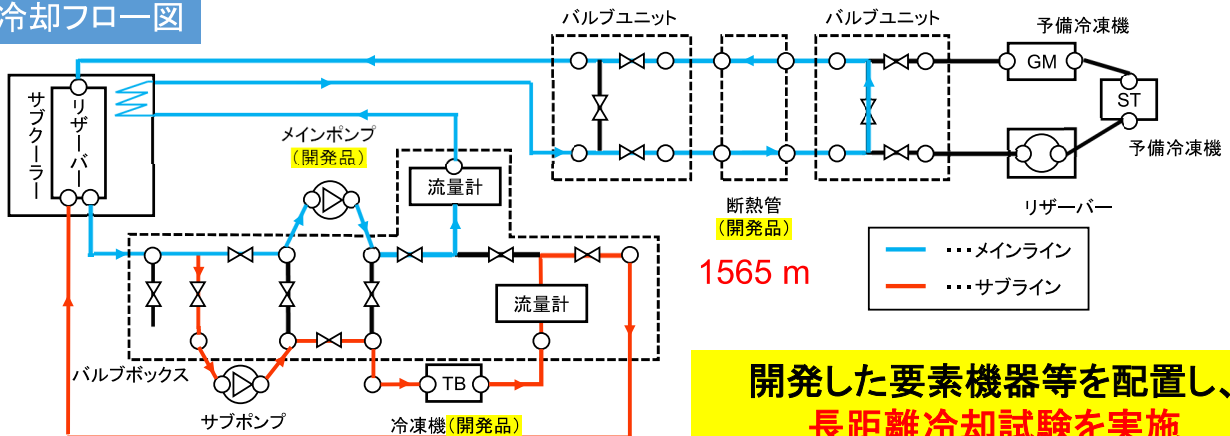 冷却フロー図
バルブユニット
バルブユニット
予備冷凍機
GM
ST
予備冷凍機
リザーバー
サブクーラー
リザーバー
メインポンプ
(開発品)
流量計
断熱管
(開発品)
1565 m
･･･メインライン
･･･サブライン
流量計
バルブボックス
サブポンプ
TB
冷凍機(開発品)
開発した要素機器等を配置し、
長距離冷却試験を実施